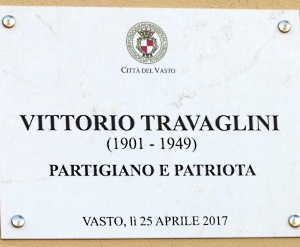 CITTÀ DEL VASTO
VITTORIO TRAVAGLINI
(1901 - 1949)
PARTIGIANO E PATRIOTA
VASTO, lì 25 APRILE 2017